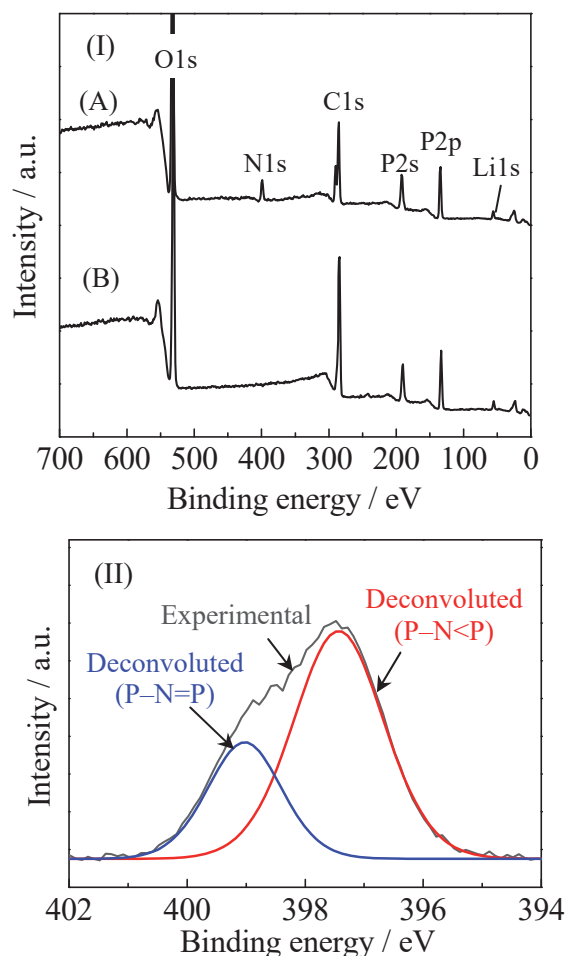 (I)
O1s
(A)
C1s
N1s
P2s
P2p
Li1s
(B)
Intensity / a.u.
700 600 500 400 300 200 100 0
Binding energy / eV
(II)
Experimental
Deconvoluted
(P–N<P)
Deconvoluted
(P–N=P)
Intensity / a.u.
402 400 398 396 394
Binding energy / eV